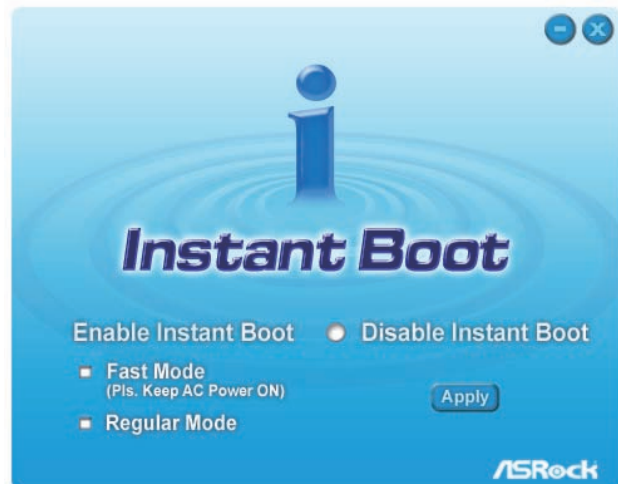 Instant Boot
Enable Instant Boot
Disable Instant Boot
Fast Mode
(Pls. Keep AC Power ON)
Apply
Regular Mode
ASRock